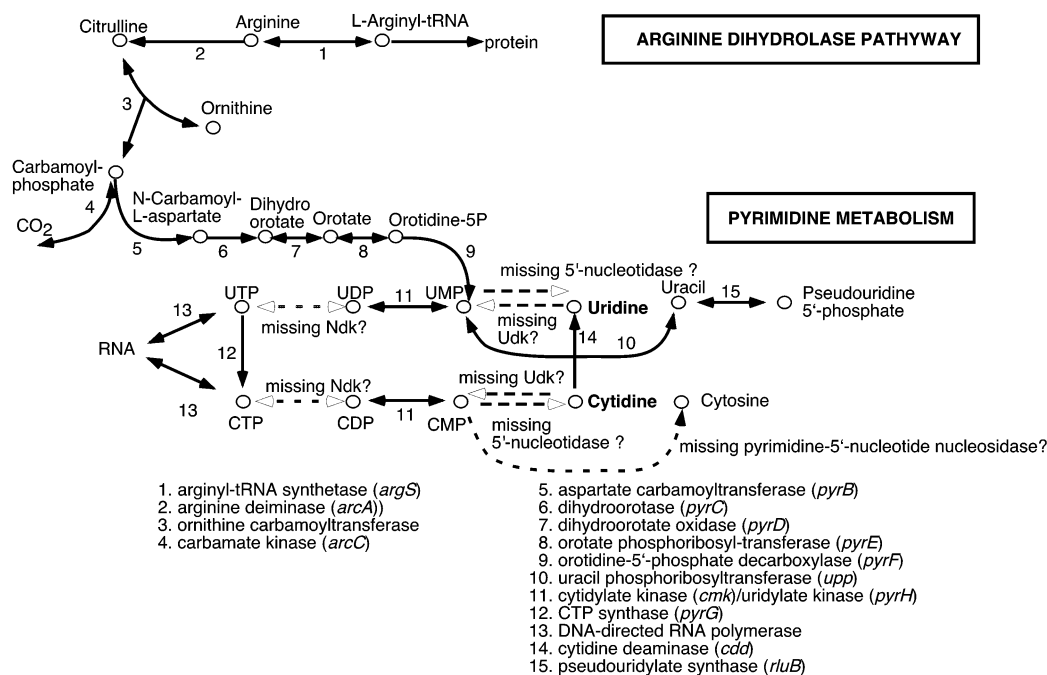 Citrulline
Arginine
L-Arginyl-tRNA
protein
2
1
ARGININE DIHYDROLASE PATHYWAY
3
Ornithine
Carbamoyl-
phosphate
4
CO2
N-Carbamoyl-
L-aspartate
Dihydro
orotate
Orotate
Orotidine-5P
5
6
7
8
9
PYRIMIDINE METABOLISM
missing 5'-nucleotidase ?
UTP
UDP
11
UMP
Uridine
Uracil
15
Pseudouridine
5'-phosphate
13
missing Ndk?
missing
Udk?
14
10
RNA
12
13
missing Ndk?
missing Udk?
CTP
CDP
11
CMP
Cytidine
Cytosine
missing
5'-nucleotidase ?
missing pyrimidine-5'-nucleotide nucleosidase?
1. arginyl-tRNA synthetase (argS)
2. arginine deiminase (arcA))
3. ornithine carbamoyltransferase
4. carbamate kinase (arcC)
5. aspartate carbamoyltransferase (pyrB)
6. dihydroorotase (pyrC)
7. dihydroorotate oxidase (pyrD)
8. orotate phosphoribosyl-transferase (pyrE)
9. orotidine-5'-phosphate decarboxylase (pyrF)
10. uracil phosphoribosyltransferase (upp)
11. cytidylate kinase (cmk)/uridylate kinase (pyrH)
12. CTP synthase (pyrG)
13. DNA-directed RNA polymerase
14. cytidine deaminase (cdd)
15. pseudouridylate synthase (rluB)